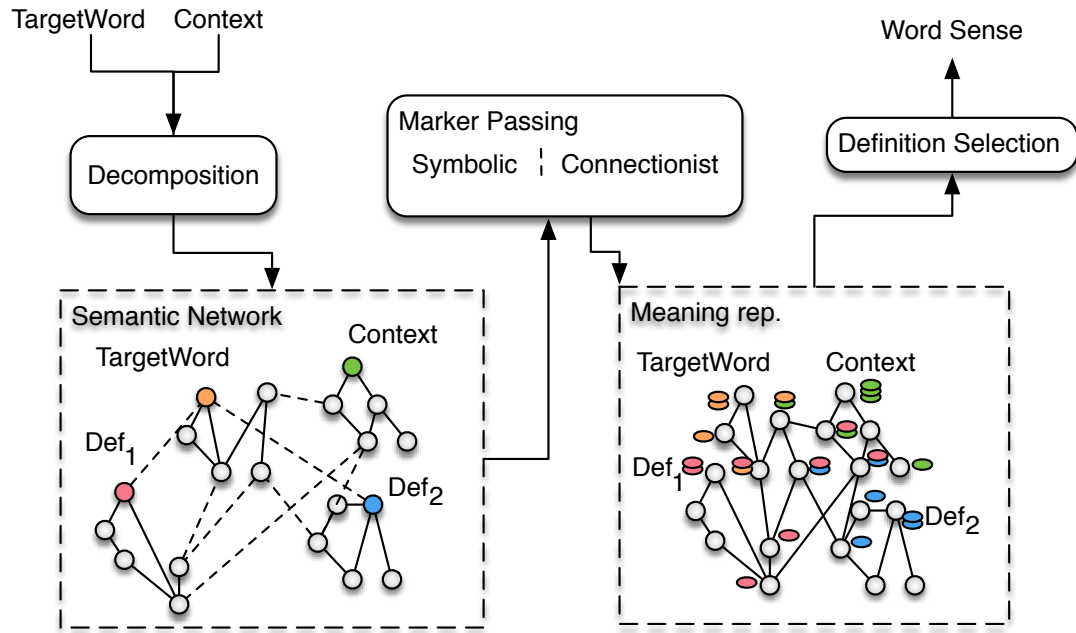 TargetWord Context
Word Sense
Marker Passing
Symbolic Connectionist
Definition Selection
Decomposition
Semantic Network
TargetWord
Context
Def1
Def2
Meaning rep.
TargetWord Context
Def1
Def2